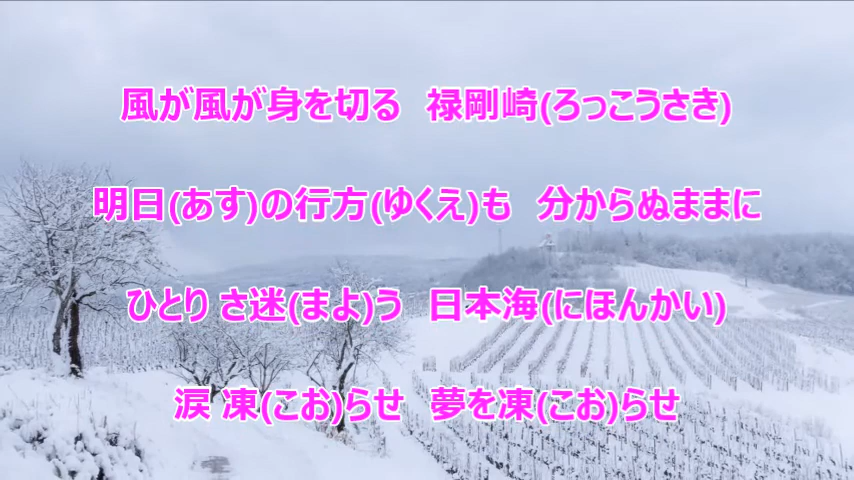 風が風が身を切る　禄剛崎(ろっこうさき)
明日(あす)の行方(ゆくえ)も　分からぬままに
ひとり さ迷(まよ)う　日本海(にほんかい)
涙 凍(こお)らせ　夢を凍(こお)らせ